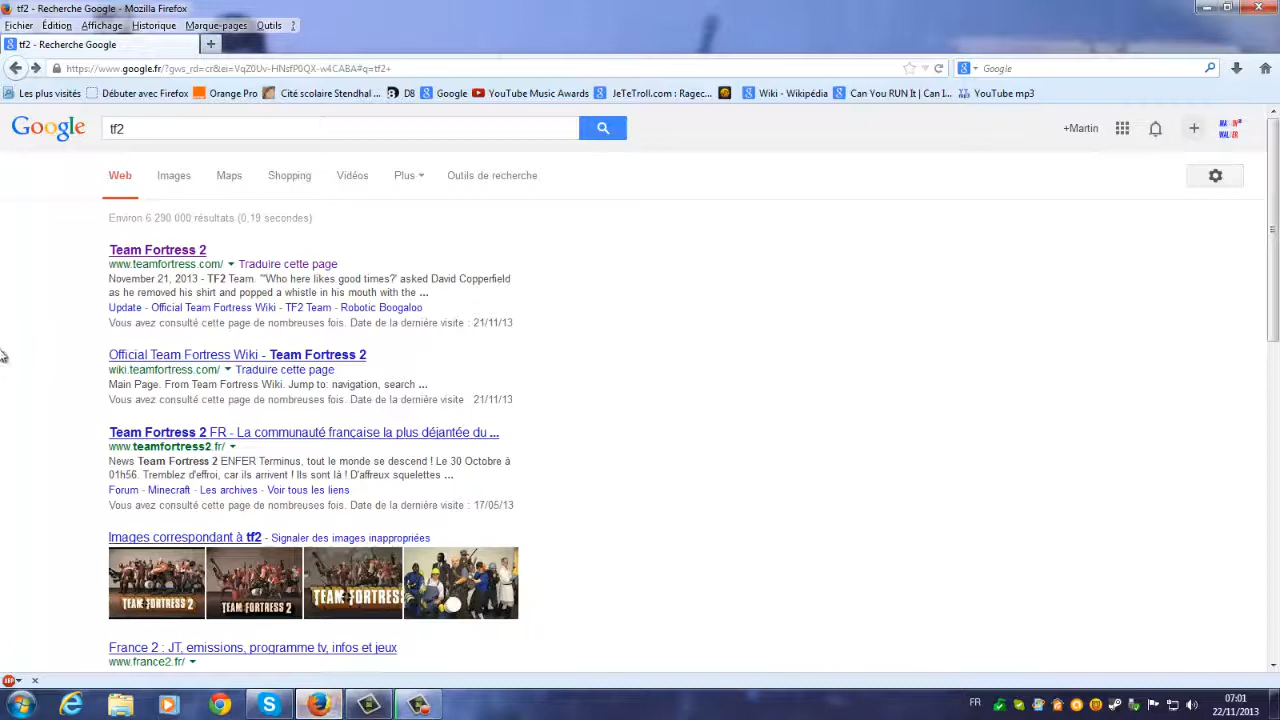 tf2 - Recherche Google - Mozilla Firefox
Fichier Édition Affichage Historique Marque-pages Outils ?
tf2 - Recherche Google
https://www.google.fr/?gws_rd=cr&ei=VqZ0Uv-HNsfP0QX-w4CABA#q=tf2+
Google
Les plus visités Débuter avec Firefox Orange Pro Cité scolaire Stendhal ... D8 Google YouTube Music Awards JeTeTroll.com : Ragec... Wiki - Wikipédia Can You RUN It | Can I... YouTube mp3
Google
tf2
+Martin
Web Images Maps Shopping Vidéos Plus Outils de recherche
Environ 6 290 000 résultats (0,19 secondes)
Team Fortress 2
www.teamfortress.com/ Traduire cette page
November 21, 2013 - TF2 Team. "'Who here likes good times?' asked David Copperfield
as he removed his shirt and popped a whistle in his mouth with the ...
Update - Official Team Fortress Wiki - TF2 Team - Robotic Boogaloo
Vous avez consulté cette page de nombreuses fois. Date de la dernière visite : 21/11/13
Official Team Fortress Wiki - Team Fortress 2
wiki.teamfortress.com/ Traduire cette page
Main Page. From Team Fortress Wiki. Jump to: navigation, search ...
Vous avez consulté cette page de nombreuses fois. Date de la dernière visite 21/11/13
Team Fortress 2 FR - La communauté française la plus déjantée du ...
www.teamfortress2.fr/
News Team Fortress 2 ENFER Terminus, tout le monde se descend ! Le 30 Octobre à
01h56. Tremblez d'effroi, car ils arrivent ! Ils sont là ! D'affreux squelettes ...
Forum - Minecraft - Les archives - Voir tous les liens
Vous avez consulté cette page de nombreuses fois. Date de la dernière visite : 17/05/13
Images correspondant à tf2 - Signaler des images inappropriées
TEAM FORTRESS 2
TEAM FORTRESS 2
TEAM FORTRESS
France 2 : JT, emissions, programme tv, infos et jeux
www.france2.fr/
ABP
FR
07:01
22/11/2013